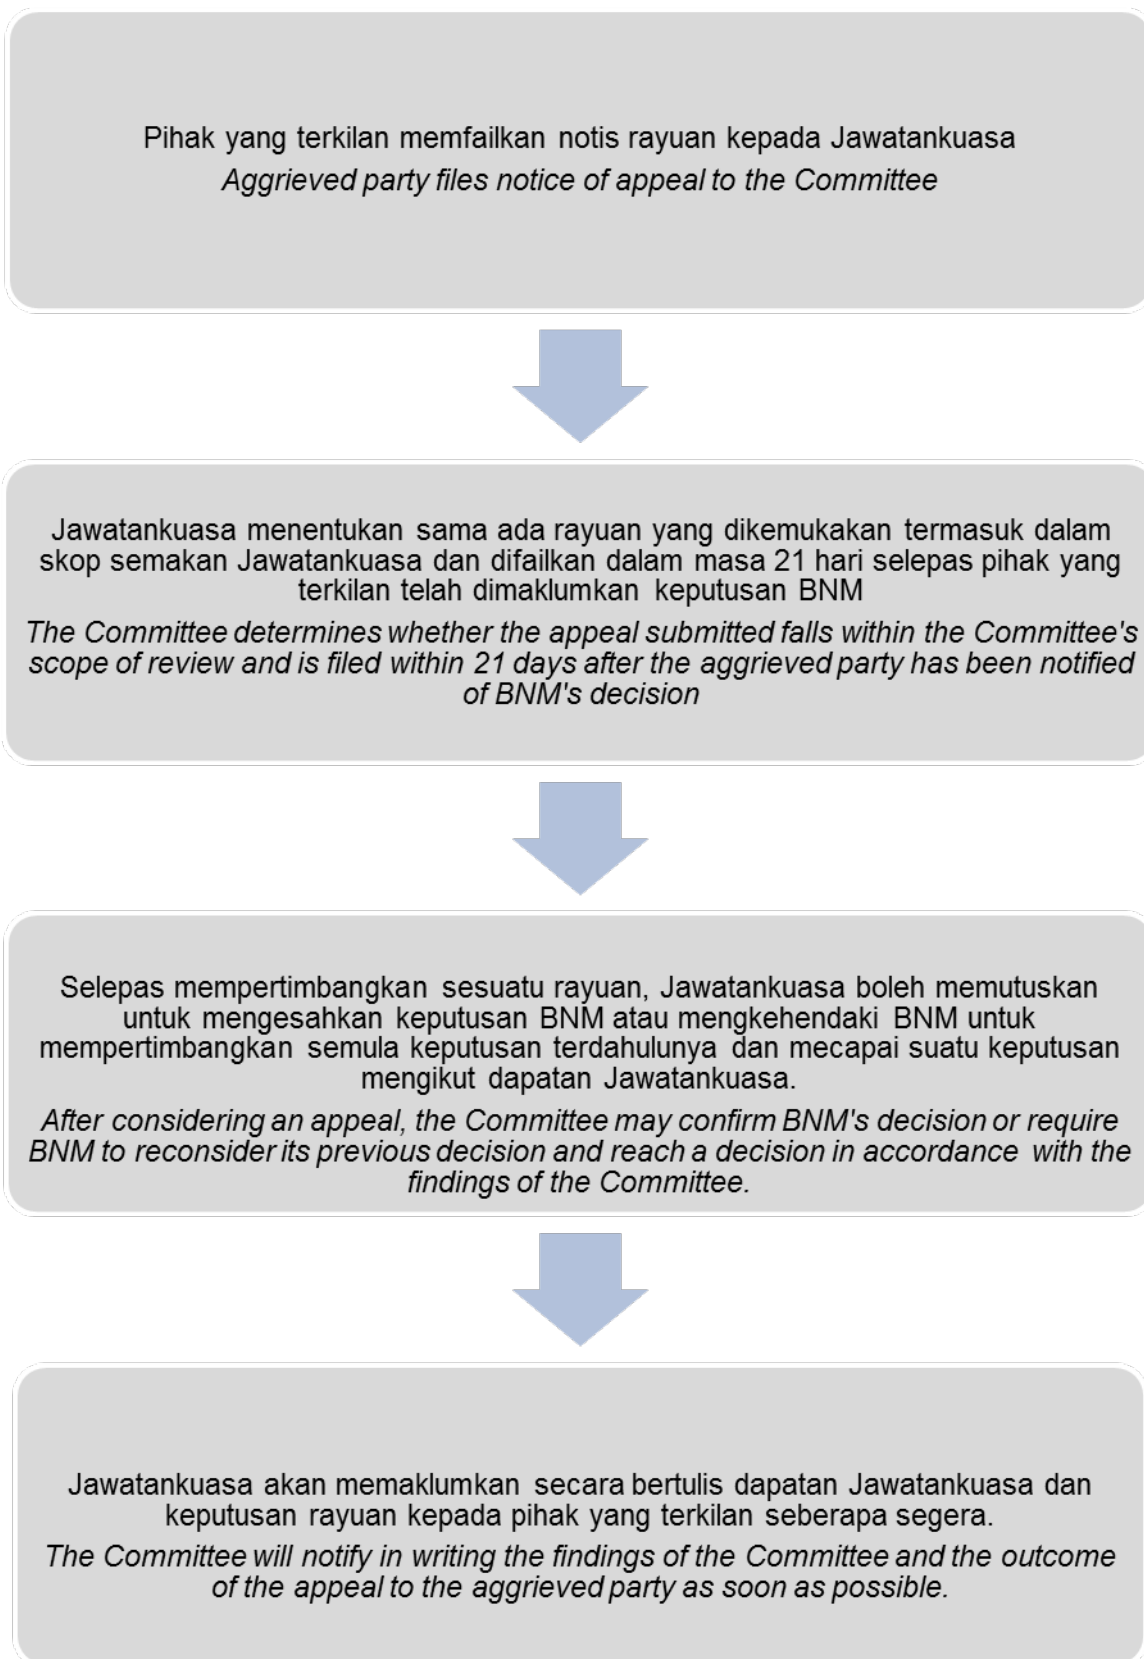 Pihak yang terkilan memfailkan notis rayuan kepada Jawatankuasa
Aggrieved party files notice of appeal to the Committee
Jawatankuasa menentukan sama ada rayuan yang dikemukakan termasuk dalam
skop semakan Jawatankuasa dan difailkan dalam masa 21 hari selepas pihak yang
terkilan telah dimaklumkan keputusan BNM
The Committee determines whether the appeal submitted falls within the Committee's
scope of review and is filed within 21 days after the aggrieved party has been notified
of BNM's decision
Selepas mempertimbangkan sesuatu rayuan, Jawatankuasa boleh memutuskan
untuk mengesahkan keputusan BNM atau mengkehendaki BNM untuk
mempertimbangkan semula keputusan terdahulunya dan mecapai suatu keputusan
mengikut dapatan Jawatankuasa.
After considering an appeal, the Committee may confirm BNM's decision or require
BNM to reconsider its previous decision and reach a decision in accordance with the
findings of the Committee.
Jawatankuasa akan memaklumkan secara bertulis dapatan Jawatankuasa dan
keputusan rayuan kepada pihak yang terkilan seberapa segera.
The Committee will notify in writing the findings of the Committee and the outcome
of the appeal to the aggrieved party as soon as possible.